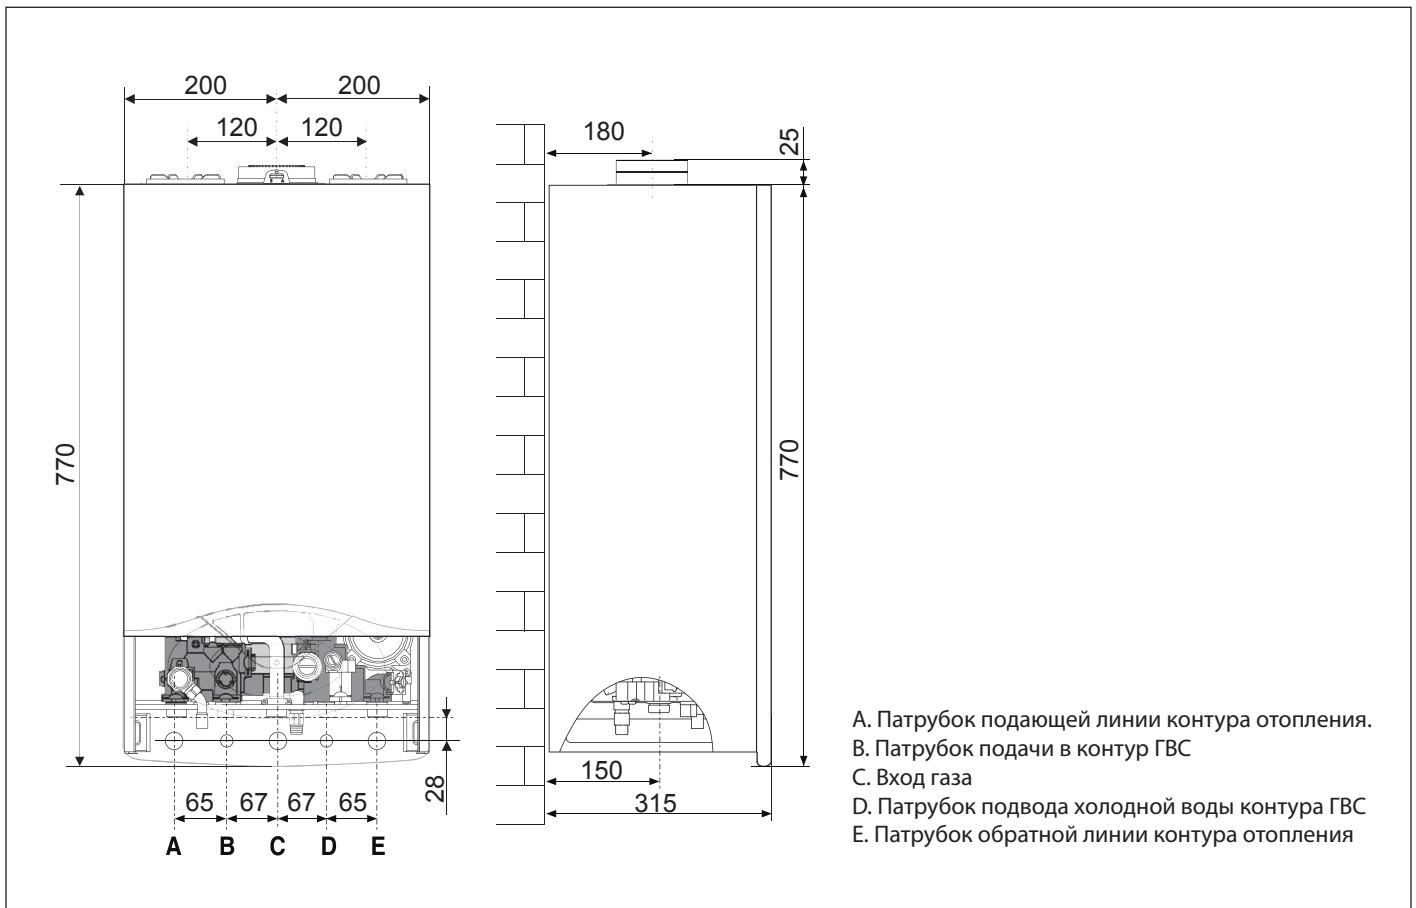 200 200
120 120
180
25
770
770
28
65 67 67 65
A B C D E
150
315
A. Патрубок подающей линии контура отопления.
B. Патрубок подачи в контур ГВС
C. Вход газа
D. Патрубок подвода холодной воды контура ГВС
E. Патрубок обратной линии контура отопления